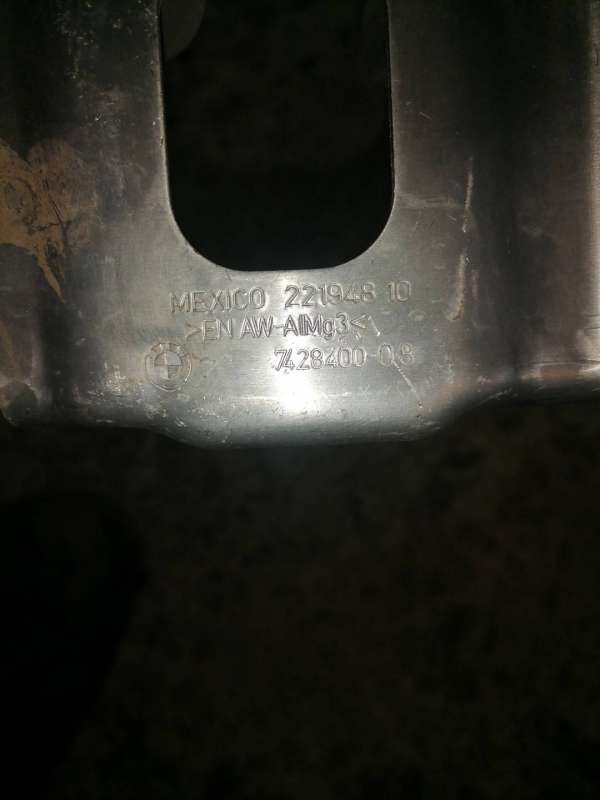 MEXICO 221948 10
>EN AW-AlMg3<
7428400-08